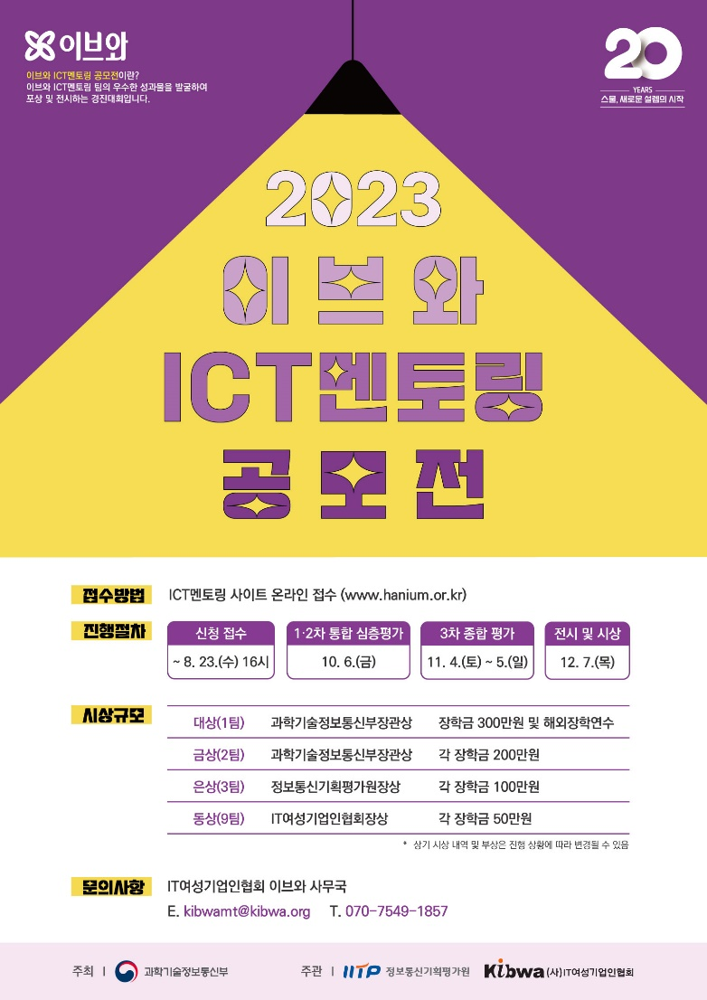 이브와
이브와 ICT멘토링 공모전이란?
이브와 ICT멘토링 팀의 우수한 성과물을 발굴하여
포상 및 전시하는 경진대회입니다.
20
YEARS
스물, 새로운 설렘의 시작
2023
이브와
ICT멘토링
공모전
접수방법 ICT멘토링 사이트 온라인 접수 (www.hanium.or.kr)
진행절차 신청 접수 1·2차 통합 심층평가 3차 종합 평가 전시 및 시상
~ 8. 23.(수) 16시 10. 6.(금) 11. 4.(토) ~ 5.(일) 12. 7.(목)
시상규모 대상(1팀) 과학기술정보통신부장관상 장학금 300만원 및 해외장학연수
금상(2팀) 과학기술정보통신부장관상 각 장학금 200만원
은상(3팀) 정보통신기획평가원장상 각 장학금 100만원
동상(9팀) IT여성기업인협회장상 각 장학금 50만원
* 상기 시상 내역 및 부상은 진행 상황에 따라 변경될 수 있음
문의사항 IT여성기업인협회 이브와 사무국
E. kibwamt@kibwa.org T. 070-7549-1857
주최 | 과학기술정보통신부 주관 | IITP 정보통신기획평가원 Kibwa (사)IT여성기업인협회